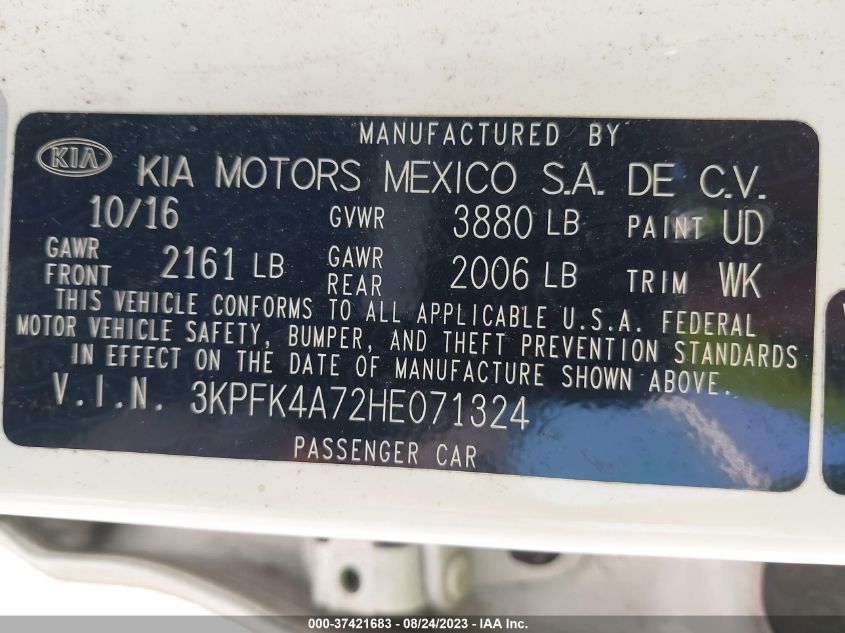 MANUFACTURED BY
KIA KIA MOTORS MEXICO S.A. DE C.V.
10/16 GVWR 3880 LB PAINT UD
GAWR FRONT 2161 LB GAWR REAR 2006 LB TRIM WK
THIS VEHICLE CONFORMS TO ALL APPLICABLE U.S.A. FEDERAL
MOTOR VEHICLE SAFETY, BUMPER, AND THEFT PREVENTION STANDARDS
IN EFFECT ON THE DATE OF MANUFACTURE SHOWN ABOVE.
V.I.N. 3KPFK4A72HE071324
PASSENGER CAR
000-37421683 - 08/24/2023 - IAA Inc.